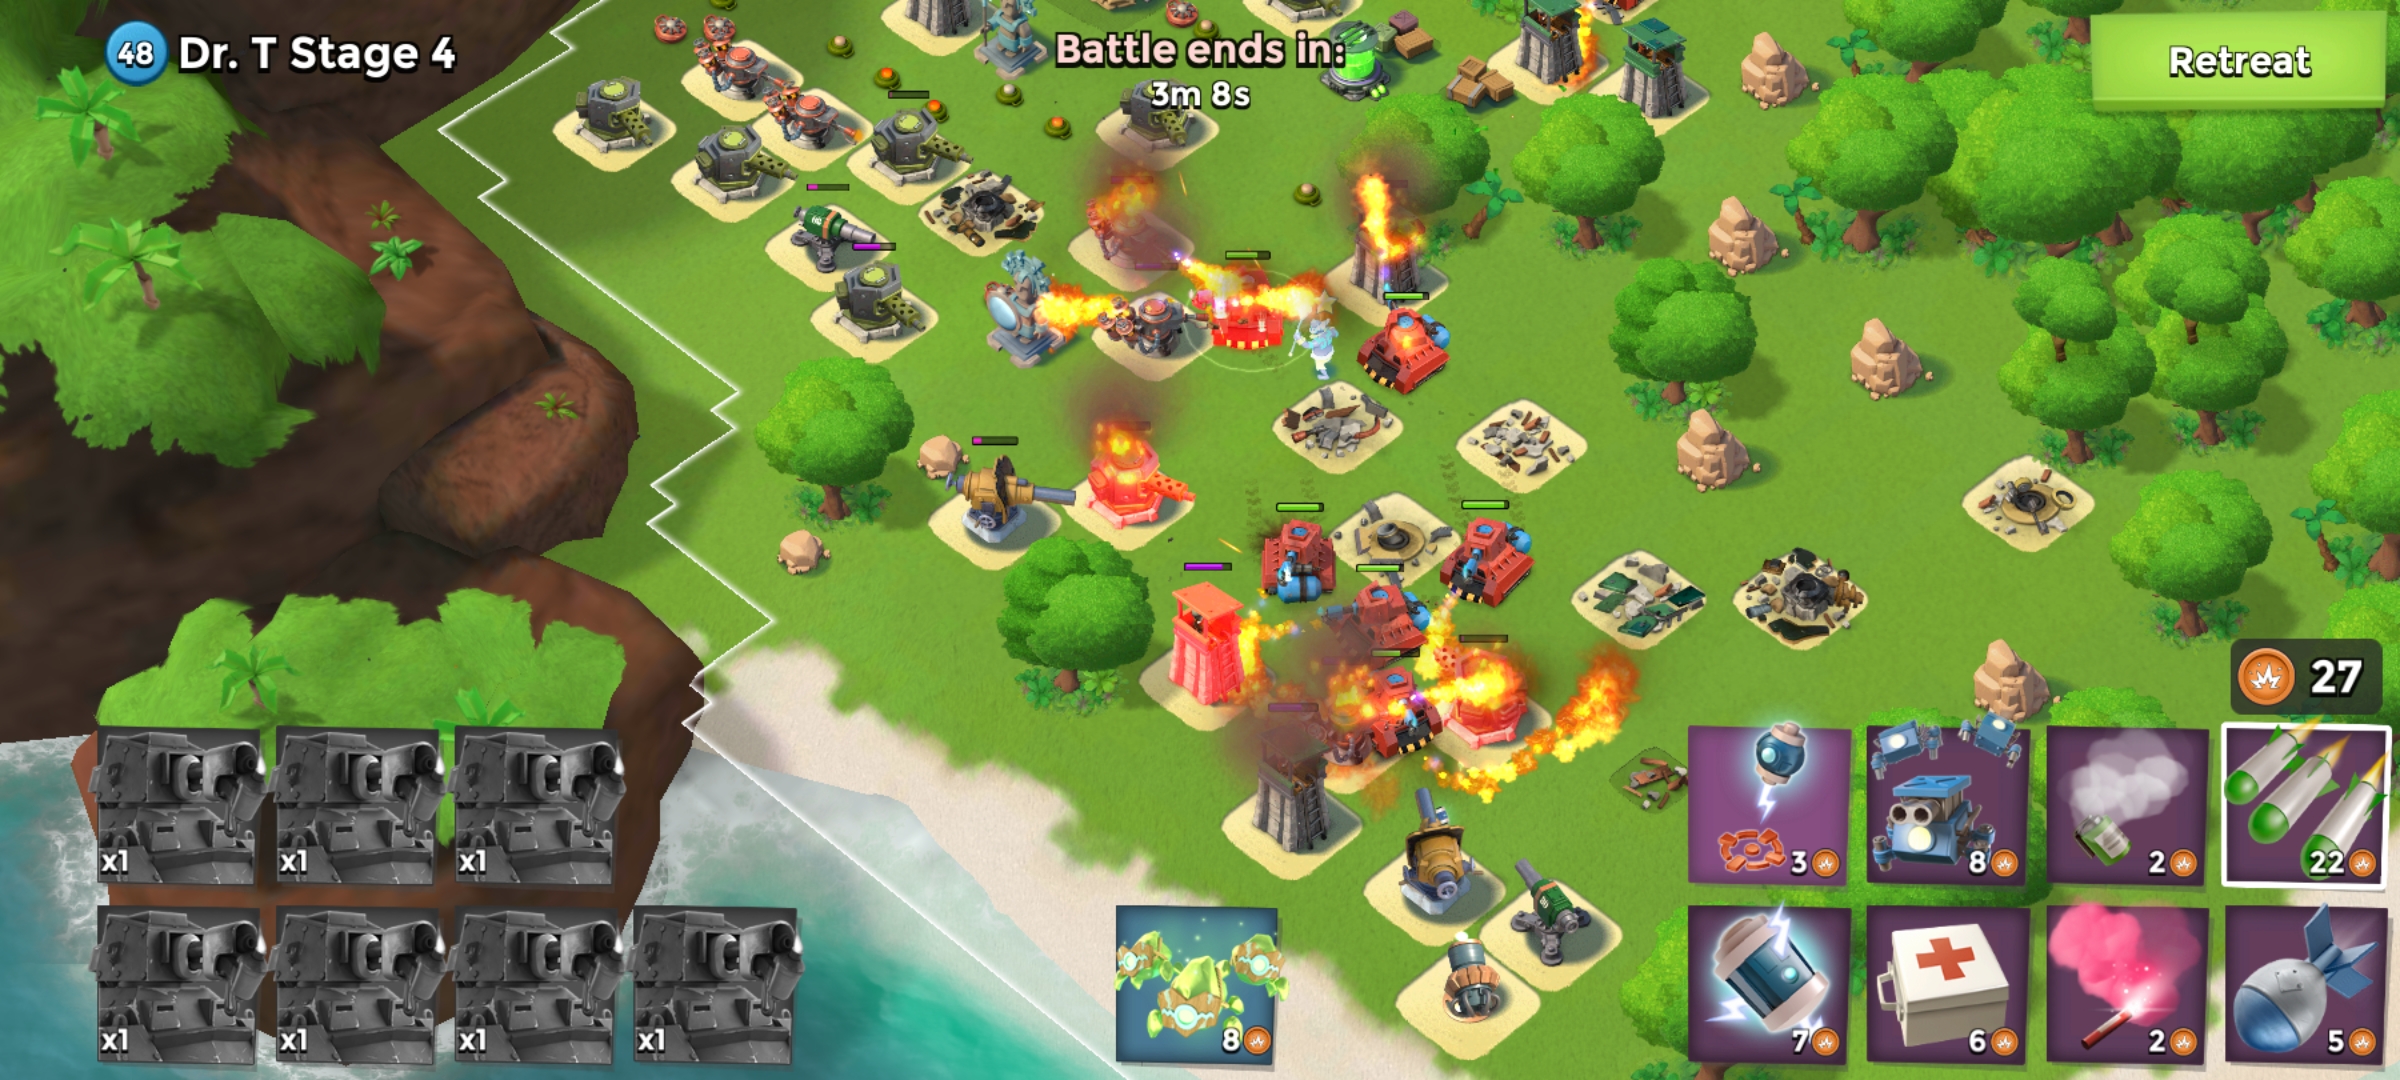 48 Dr. T Stage 4
Battle ends in:
3m 8s
Retreat
27
3
8
2
22
7
6
2
5
8
x1
x1
x1
x1
x1
x1
x1